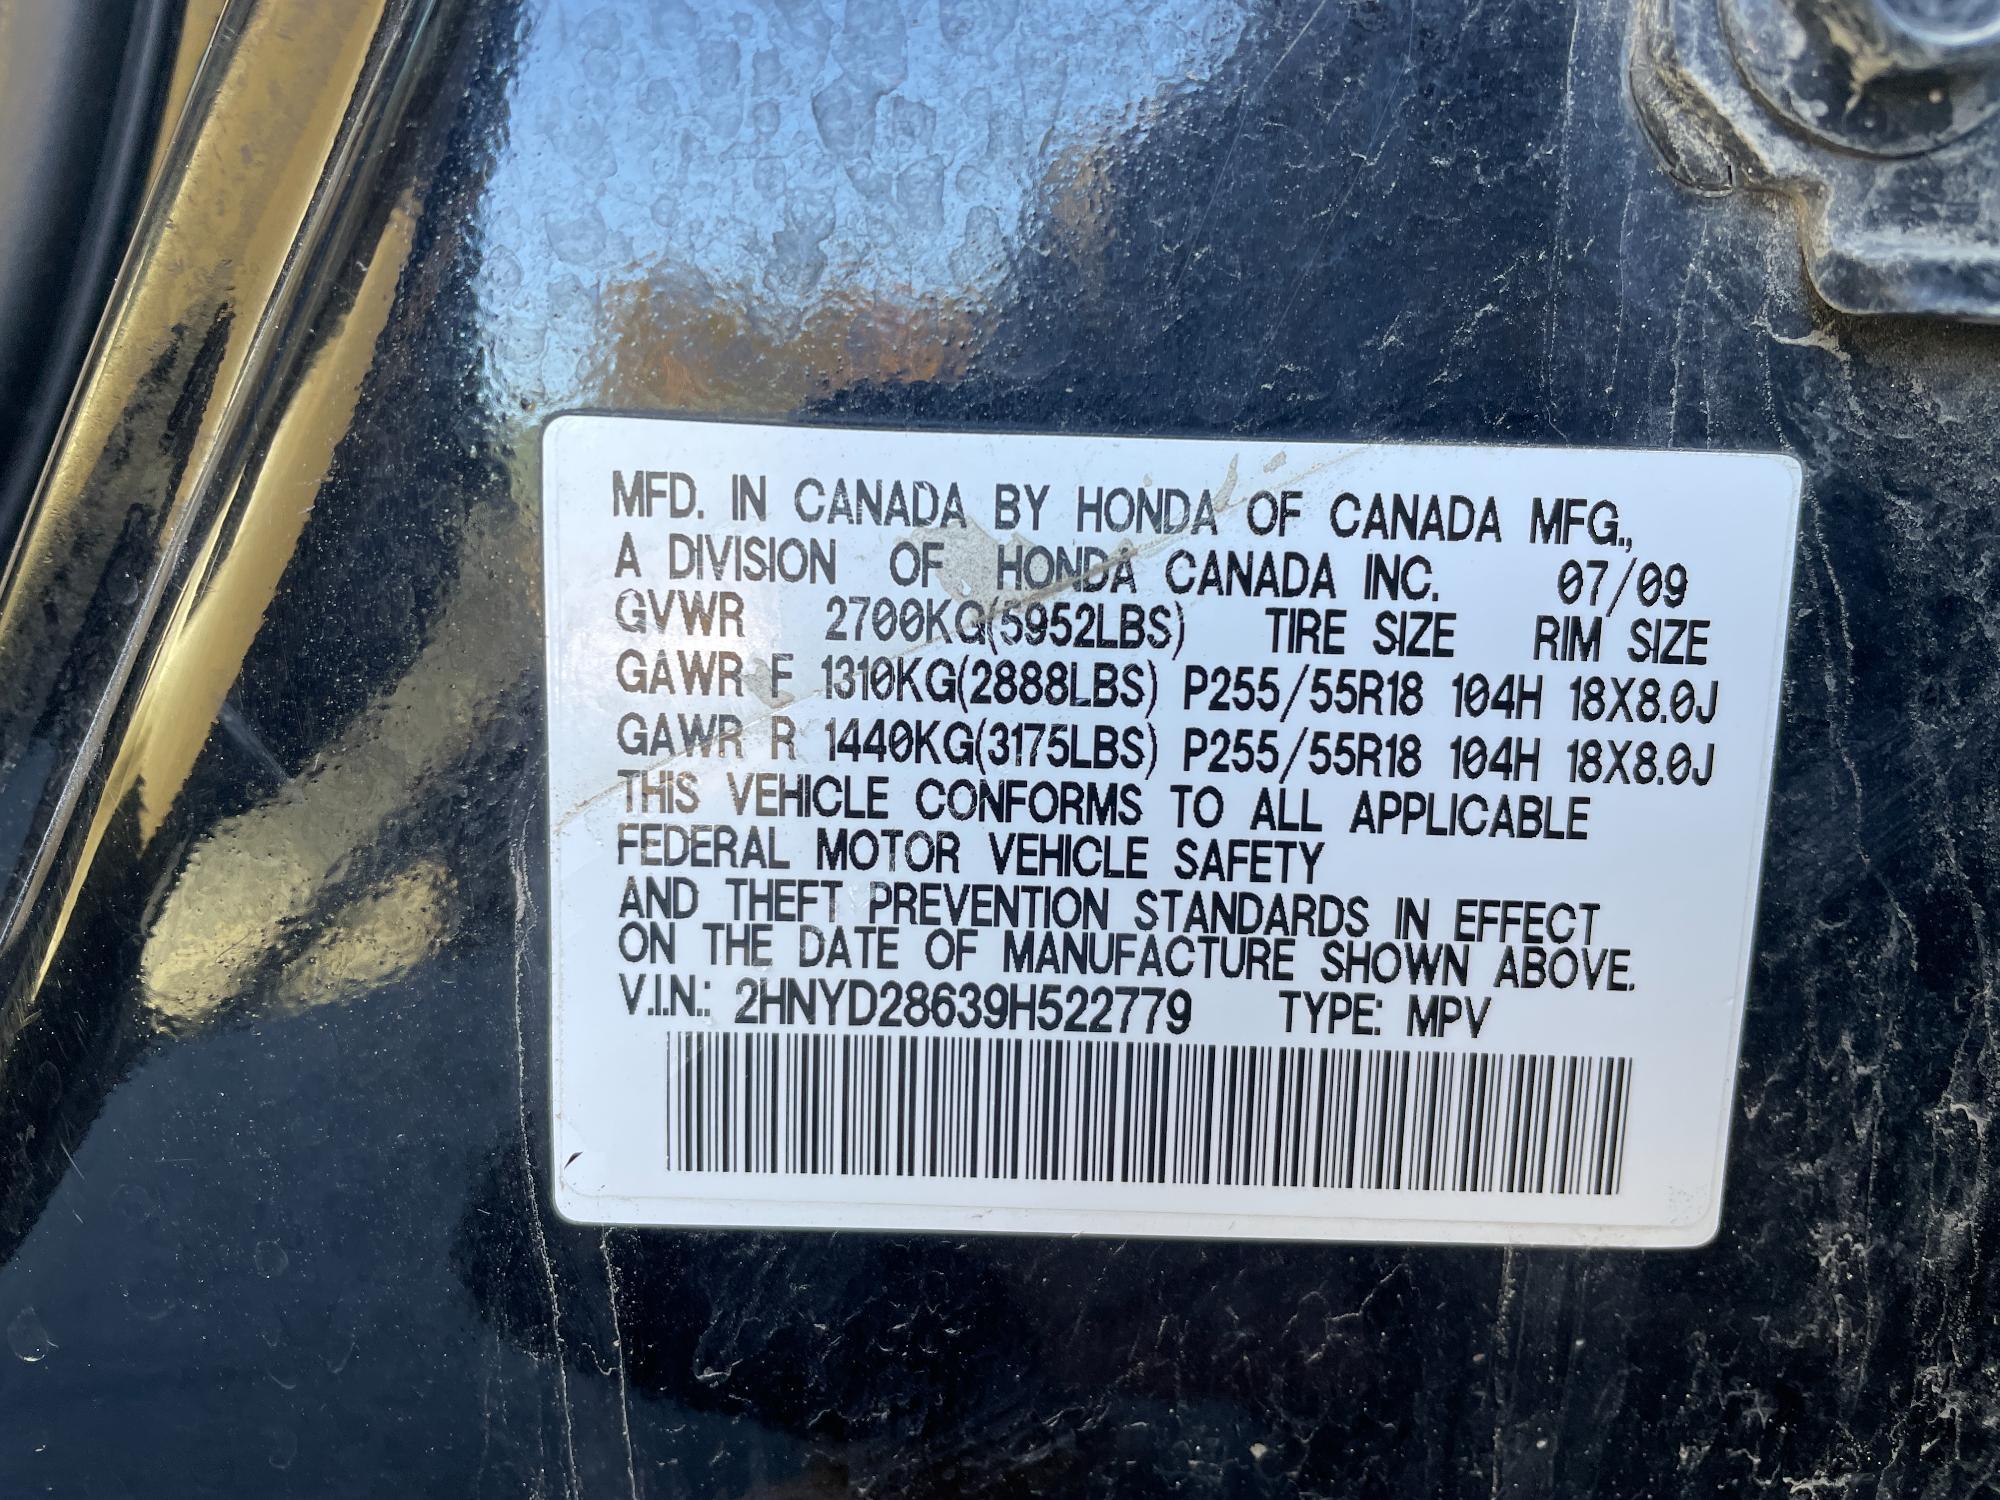 MFD. IN CANADA BY HONDA OF CANADA MFG.,
A DIVISION OF HONDA CANADA INC. 07/09
GVWR 2700KG(5952LBS) TIRE SIZE RIM SIZE
GAWR F 1310KG(2888LBS) P255/55R18 104H 18X8.0J
GAWR R 1440KG(3175LBS) P255/55R18 104H 18X8.0J
THIS VEHICLE CONFORMS TO ALL APPLICABLE
FEDERAL MOTOR VEHICLE SAFETY
AND THEFT PREVENTION STANDARDS IN EFFECT
ON THE DATE OF MANUFACTURE SHOWN ABOVE.
V.I.N.: 2HNYD28639H522779 TYPE: MPV